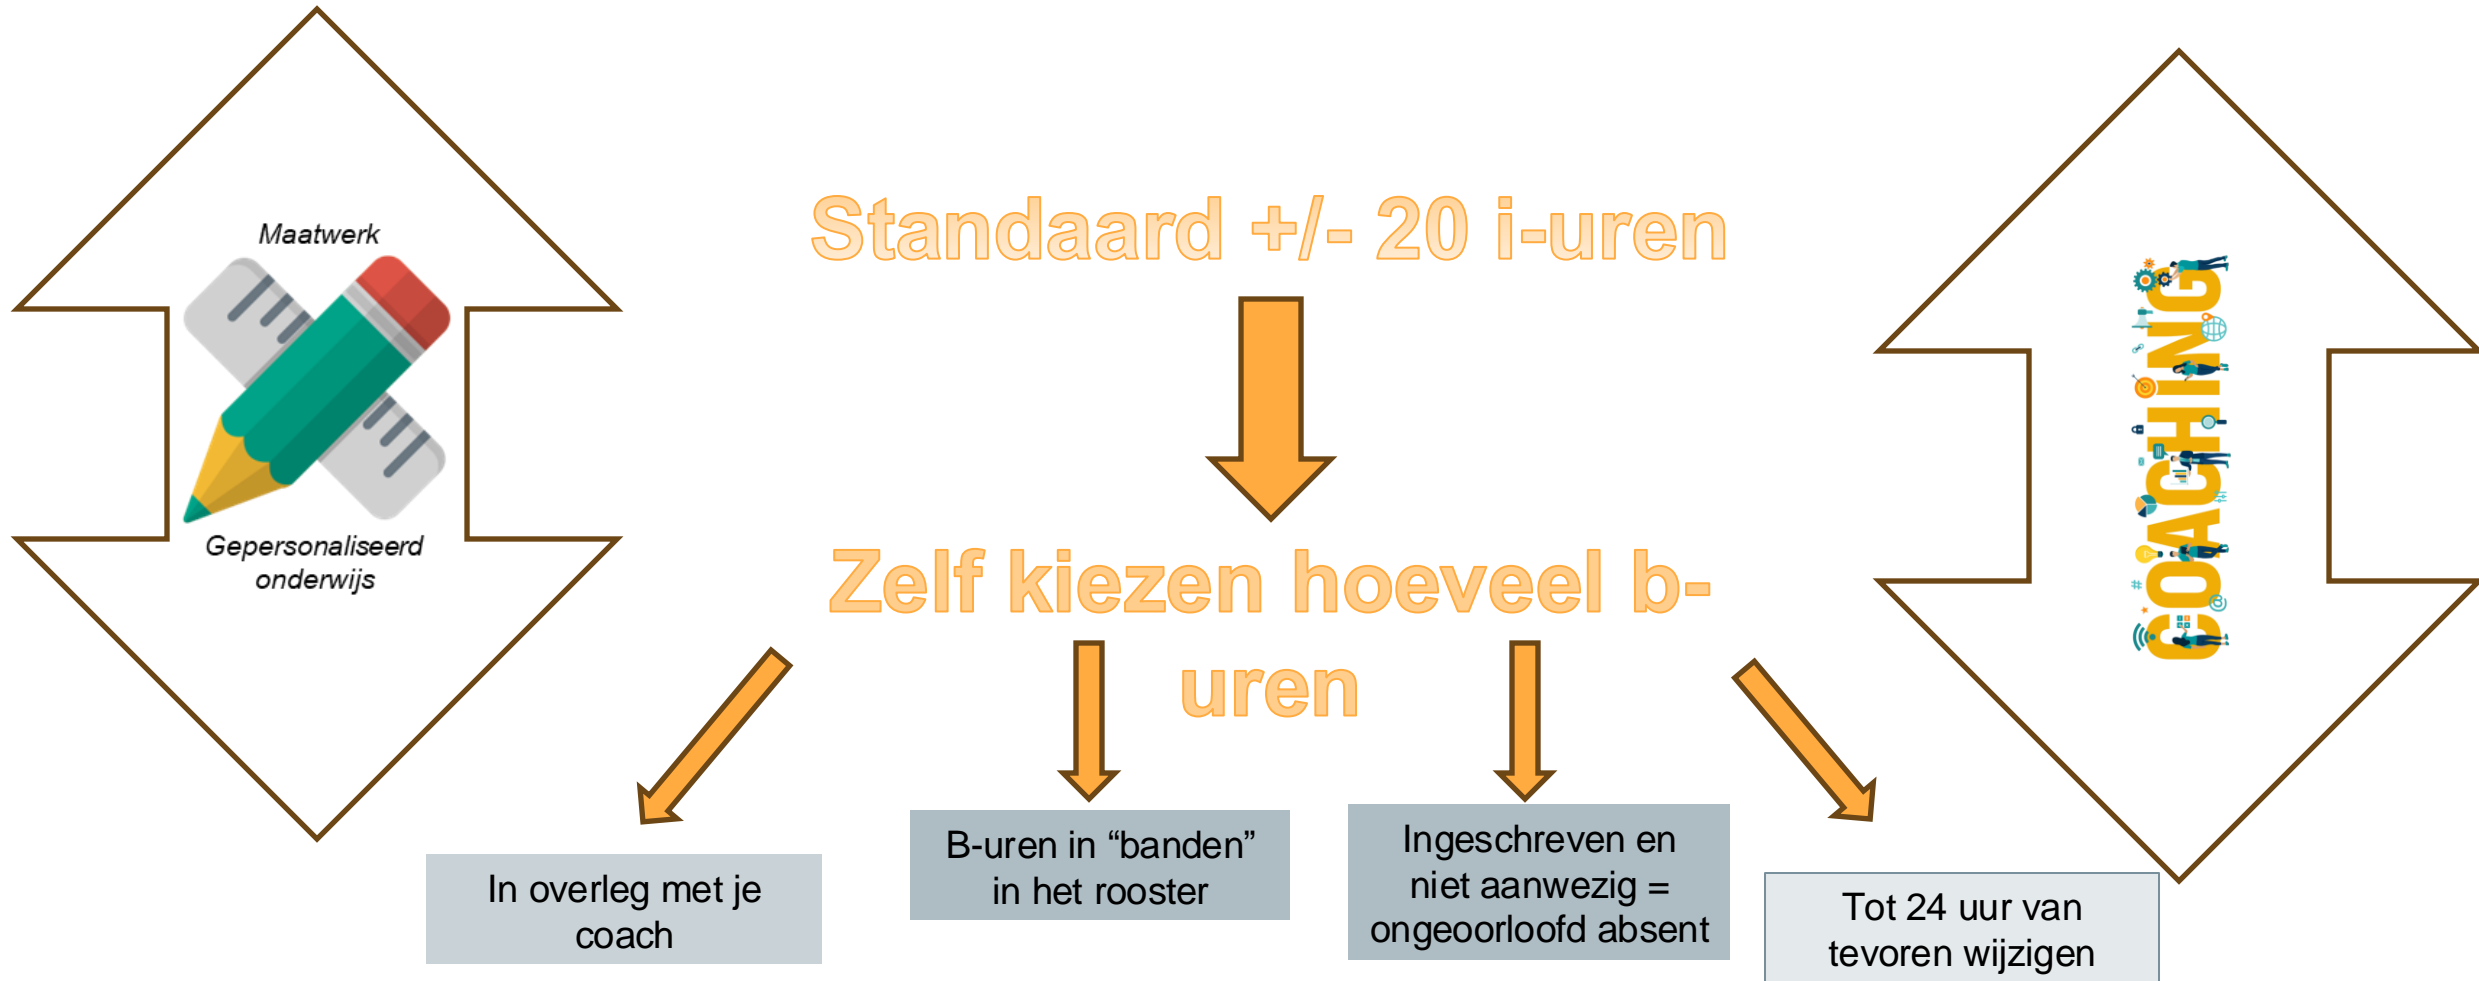 Maatwerk
Gepersonaliseerd
onderwijs
Standaard +/- 20 i-uren
Zelf kiezen hoeveel b-
uren
In overleg met je
coach
B-uren in “banden”
in het rooster
Ingeschreven en
niet aanwezig =
ongeoorloofd absent
Tot 24 uur van
tevoren wijzigen
COACHING
#
@